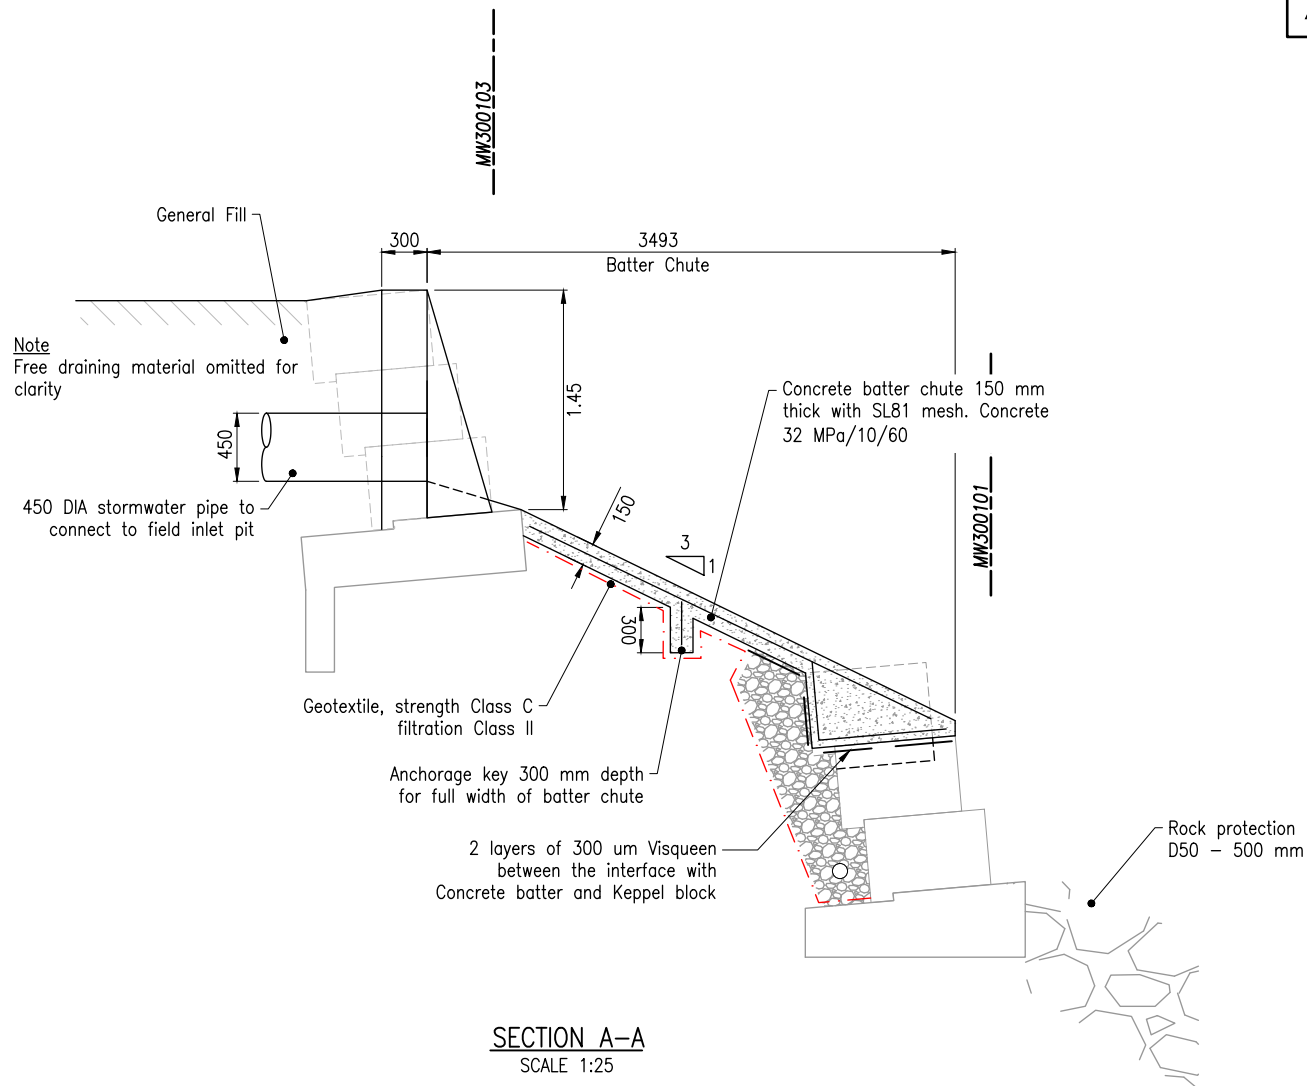 MW300103
General Fill
300
3493
Batter Chute
Note
Free draining material omitted for
clarity
1.45
Concrete batter chute 150 mm
thick with SL81 mesh. Concrete
32 MPa/10/60
450
450 DIA stormwater pipe to
connect to field inlet pit
150
3
1
MW300101
300
Geotextile, strength Class C
filtration Class II
Anchorage key 300 mm depth
for full width of batter chute
2 layers of 300 um Visqueen
between the interface with
Concrete batter and Keppel block
Rock protection
D50 - 500 mm
SECTION A-A
SCALE 1:25